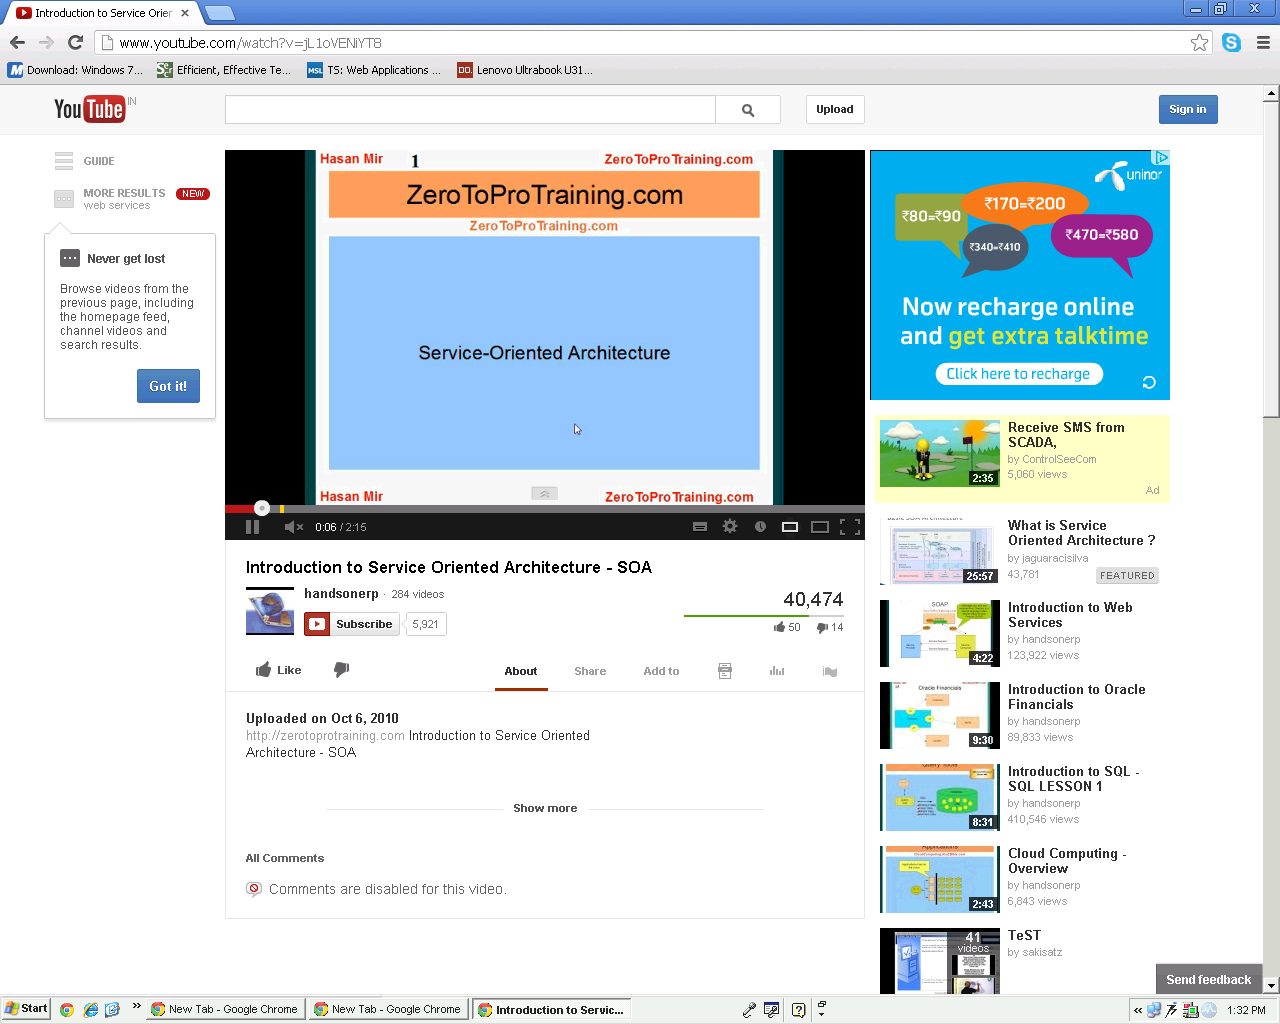 Introduction to Service Orier
www.youtube.com/watch?v=jL1oVENiYT8
Download: Windows 7...
Efficient, Effective Te...
MSL TS: Web Applications ...
Lenovo Ultrabook U31...
YouTube IN
Upload
Sign in
GUIDE
MORE RESULTS NEW
web services
Never get lost
Browse videos from the
previous page, including
the homepage feed,
channel videos and
search results.
Got it!
Hasan Mir 1 ZeroToProTraining.com
ZeroToProTraining.com
ZeroToProTraining.com
Service-Oriented Architecture
Hasan Mir ZeroToProTraining.com
0:06 / 2:15
Introduction to Service Oriented Architecture - SOA
handsonerp · 284 videos
Subscribe 5,921
40,474
50 14
Like
About Share Add to
Uploaded on Oct 6, 2010
http://zerotoprotraining.com Introduction to Service Oriented
Architecture - SOA
Show more
All Comments
Comments are disabled for this video.
uninor
₹80=₹90
₹170=₹200
₹340=₹410
₹470=₹580
Now recharge online
and get extra talktime
Click here to recharge
Receive SMS from
SCADA,
by ControlSeeCom
5,060 views
2:35
Ad
What is Service
Oriented Architecture ?
by jaguaracisilva
43,781 FEATURED
25:57
SOAP
Introduction to Web
Services
by handsonerp
123,922 views
4:22
Oracle Financials
Introduction to Oracle
Financials
by handsonerp
89,833 views
9:30
Query Tools
Introduction to SQL -
SQL LESSON 1
by handsonerp
410,546 views
8:31
Applications
Cloud Computing -
Overview
by handsonerp
6,843 views
2:43
41
videos
TeST
by sakisatz
Send feedback
Start
New Tab - Google Chrome
New Tab - Google Chrome
Introduction to Servic...
1:32 PM